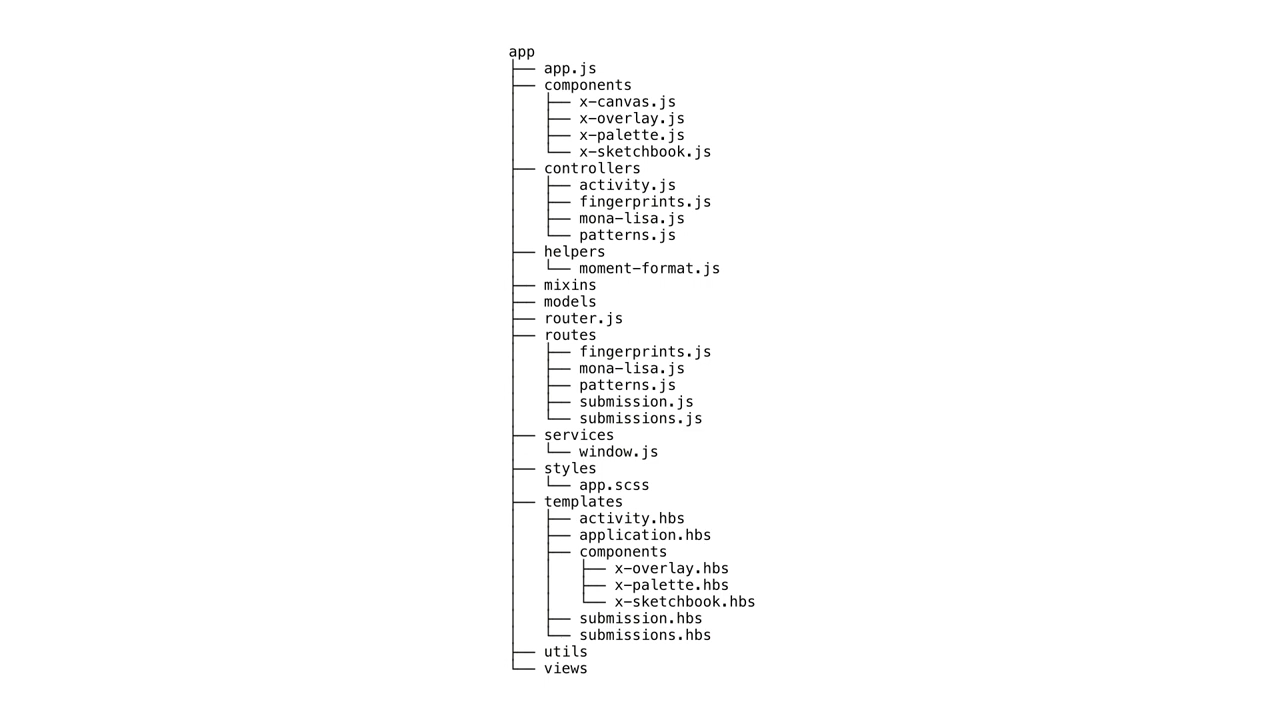 app
├── app.js
├── components
│   ├── x-canvas.js
│   ├── x-overlay.js
│   ├── x-palette.js
│   └── x-sketchbook.js
├── controllers
│   ├── activity.js
│   ├── fingerprints.js
│   ├── mona-lisa.js
│   └── patterns.js
├── helpers
│   └── moment-format.js
├── mixins
├── models
├── router.js
├── routes
│   ├── fingerprints.js
│   ├── mona-lisa.js
│   ├── patterns.js
│   ├── submission.js
│   └── submissions.js
├── services
│   └── window.js
├── styles
│   └── app.scss
├── templates
│   ├── activity.hbs
│   ├── application.hbs
│   ├── components
│   │   ├── x-overlay.hbs
│   │   ├── x-palette.hbs
│   │   └── x-sketchbook.hbs
│   ├── submission.hbs
│   └── submissions.hbs
├── utils
└── views